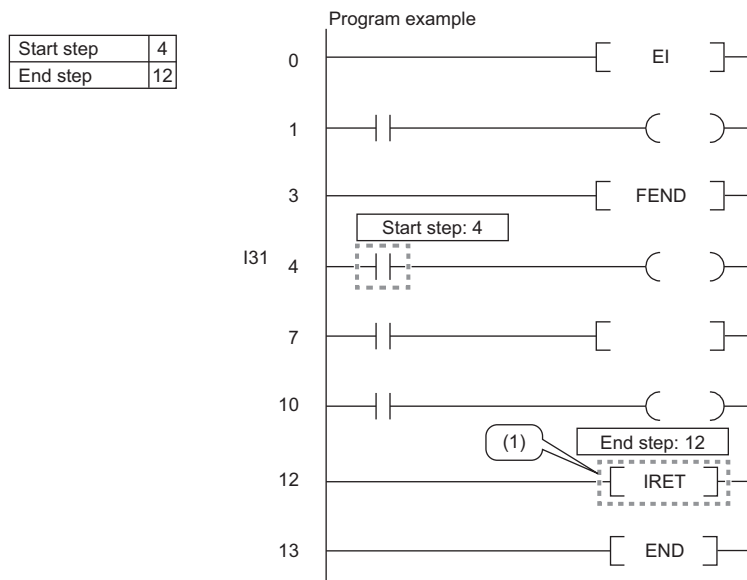 Program example
Start step 4
End step 12
0 EI
1
3 FEND
Start step: 4
I31 4
7
10
(1) End step: 12
12 IRET
13 END